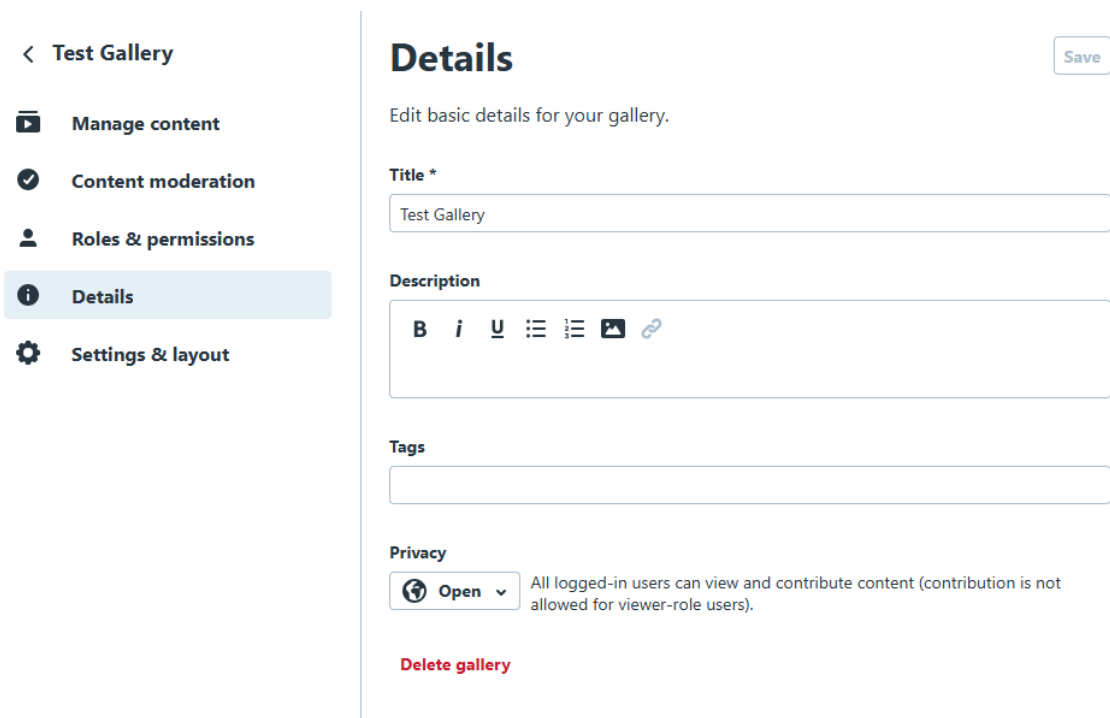 Test Gallery
Manage content
Content moderation
Roles & permissions
Details
Settings & layout
Details
Save
Edit basic details for your gallery.
Title *
Test Gallery
Description
B i U
Tags
Privacy
Open
All logged-in users can view and contribute content (contribution is not
allowed for viewer-role users).
Delete gallery